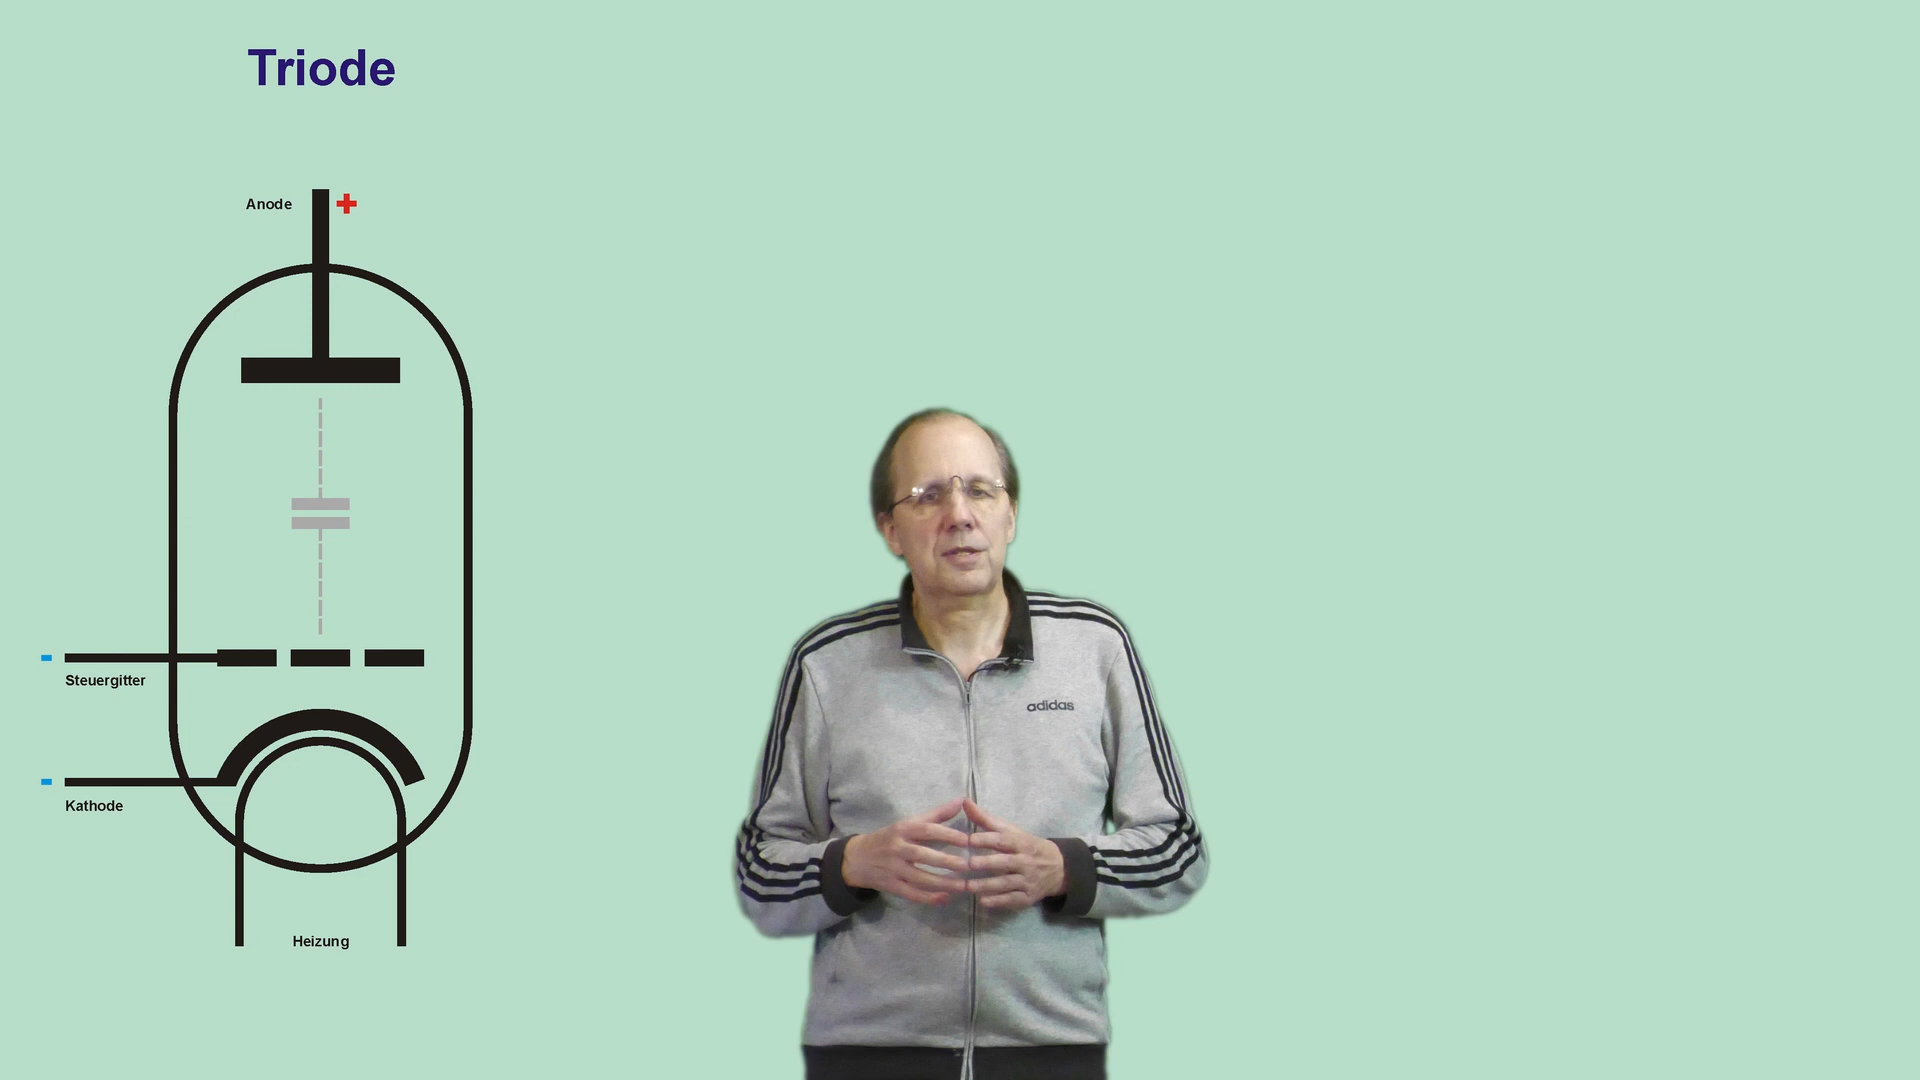 Triode
Anode +
-
Steuergitter
-
Kathode
Heizung
adidas